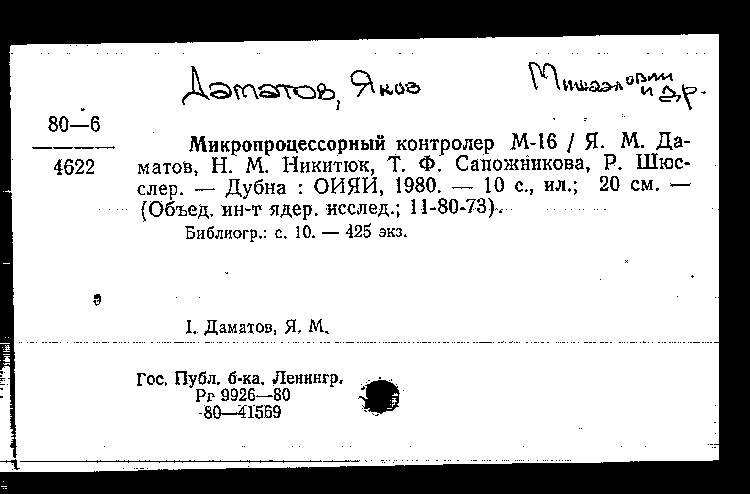 Даматов, Яков Михайлович
и др.
80—6
4622
Микропроцессорный контролер М-16 / Я. М. Да-
матов, Н. М. Никитюк, Т. Ф. Сапожникова, Р. Шюс-
слер. — Дубна : ОИЯИ, 1980. — 10 с., ил.; 20 см. —
(Объед. ин-т ядер. исслед.; 11-80-73).
Библиогр.: с. 10. — 425 экз.
I. Даматов, Я. М.
Гос. Публ. б-ка. Ленингр.
Рг 9926—80
80—41559